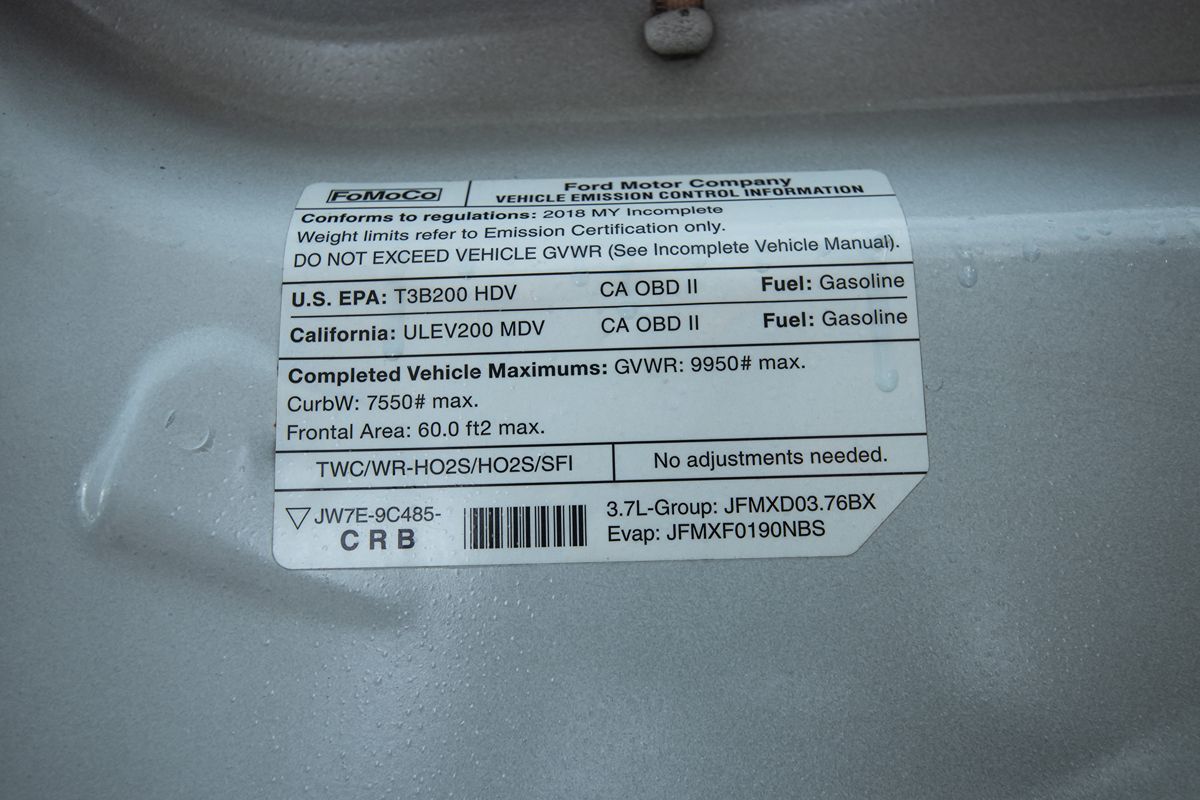 FoMoCo
Ford Motor Company
VEHICLE EMISSION CONTROL INFORMATION
Conforms to regulations: 2018 MY Incomplete
Weight limits refer to Emission Certification only.
DO NOT EXCEED VEHICLE GVWR (See Incomplete Vehicle Manual).
U.S. EPA: T3B200 HDV CA OBD II Fuel: Gasoline
California: ULEV200 MDV CA OBD II Fuel: Gasoline
Completed Vehicle Maximums: GVWR: 9950# max.
CurbW: 7550# max.
Frontal Area: 60.0 ft2 max.
TWC/WR-HO2S/HO2S/SFI No adjustments needed.
JW7E-9C485-
CRB
3.7L-Group: JFMXD03.76BX
Evap: JFMXF0190NBS